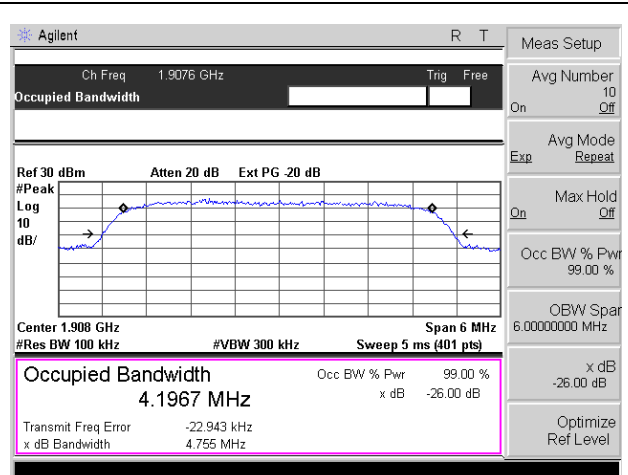 Agilent R T
Ch Freq 1.9076 GHz Trig Free
Occupied Bandwidth
Ref 30 dBm Atten 20 dB Ext PG -20 dB
#Peak
Log
10
dB/
Center 1.908 GHz Span 6 MHz
#Res BW 100 kHz #VBW 300 kHz Sweep 5 ms (401 pts)
Occupied Bandwidth Occ BW % Pwr 99.00 %
4.1967 MHz x dB -26.00 dB
Transmit Freq Error -22.943 kHz
x dB Bandwidth 4.755 MHz
Meas Setup
Avg Number
10
On Off
Avg Mode
Exp Repeat
Max Hold
On Off
Occ BW % Pwr
99.00 %
OBW Span
6.00000000 MHz
x dB
-26.00 dB
Optimize
Ref Level